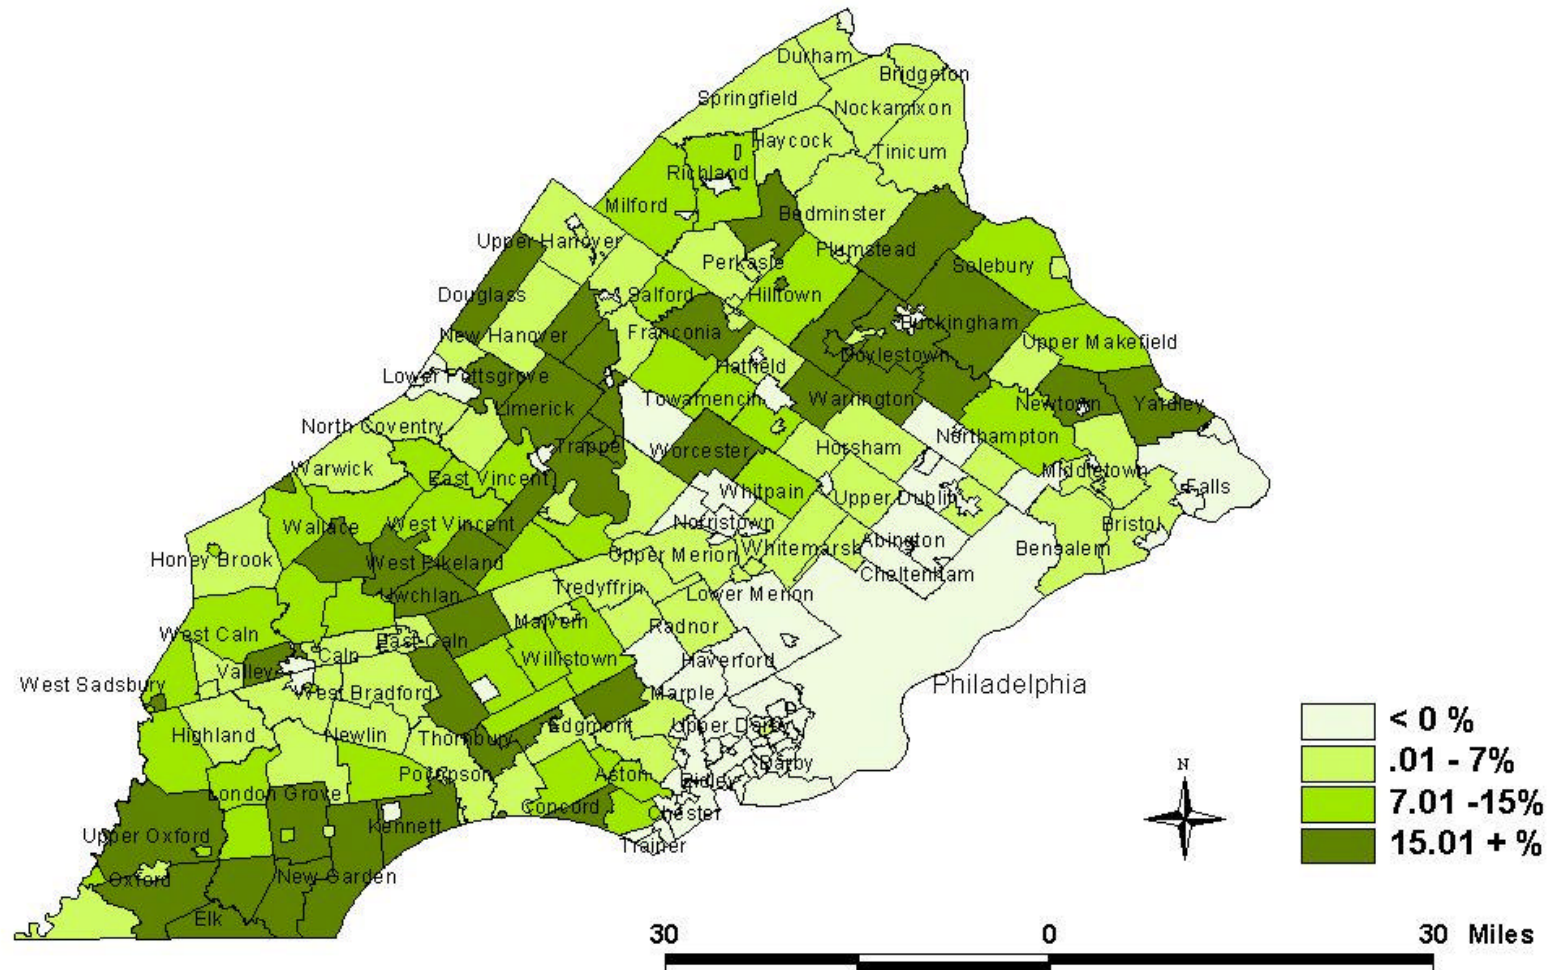 Durham
Bridgeton
Springfield
Nockamixon
Haycock
Tinicum
Richland
Milford
Bedminster
Upper Hanover
Plumstead
Perkasie
Solebury
Douglass
Salford
Hilltown
New Hanover
Franconia
Buckingham
Upper Makefield
Doylestown
Hatfield
Lower Pottsgrove
Towamencin
Warrington
Newtown
Yardley
Limerick
North Coventry
Trappe
Worcester
Horsham
Northampton
Warwick
East Vincent
Middletown
Whitpain
Upper Dublin
Falls
Wallace
West Vincent
Norristown
Bristol
Honey Brook
West Pikeland
Upper Merion
Whitemarsh
Abington
Bensalem
Cheltenham
Uwchlan
Tredyffrin
Lower Merion
West Caln
East Caln
Malvern
Radnor
Caln
Willistown
Haverford
Valley
West Sadsbury
West Bradford
Marple
Philadelphia
Highland
Newlin
Thornbury
Edgmont
Upper Darby
< 0 %
Pocopson
Aston
Ridley
Darby
.01 - 7%
N
London Grove
Concord
Chester
7.01 -15%
Upper Oxford
Kennett
Trainer
15.01 + %
Oxford
New Garden
Elk
30 0 30 Miles